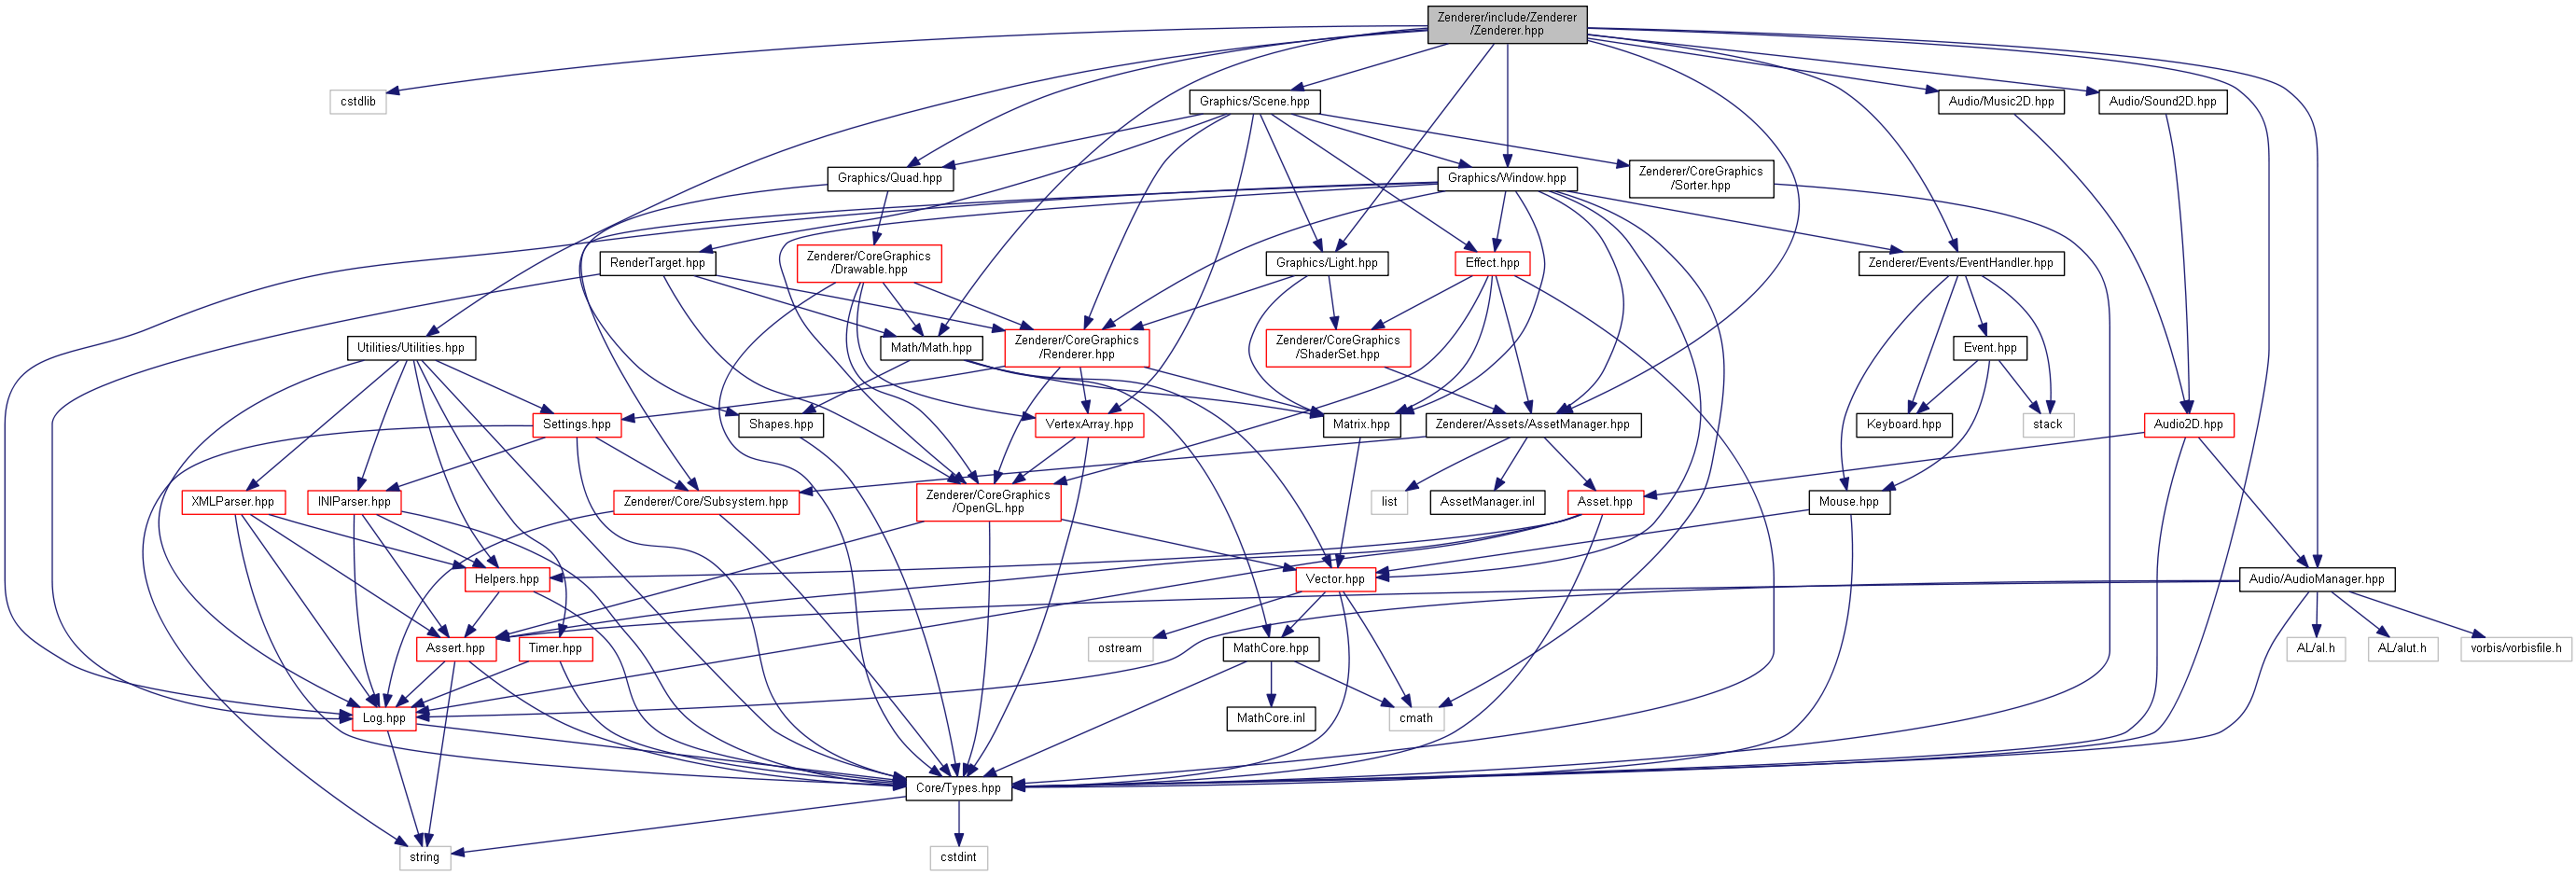 Zenderer/include/Zenderer
/Zenderer.hpp
cstdlib
Graphics/Scene.hpp
Audio/Music2D.hpp
Audio/Sound2D.hpp
Graphics/Quad.hpp
Graphics/Window.hpp
Zenderer/CoreGraphics
/Sorter.hpp
RenderTarget.hpp
Zenderer/CoreGraphics
/Drawable.hpp
Graphics/Light.hpp
Effect.hpp
Zenderer/Events/EventHandler.hpp
Utilities/Utilities.hpp
Math/Math.hpp
Zenderer/CoreGraphics
/Renderer.hpp
Zenderer/CoreGraphics
/ShaderSet.hpp
Event.hpp
Settings.hpp
Shapes.hpp
VertexArray.hpp
Matrix.hpp
Zenderer/Assets/AssetManager.hpp
Keyboard.hpp
stack
Audio2D.hpp
XMLParser.hpp
INIParser.hpp
Zenderer/Core/Subsystem.hpp
Zenderer/CoreGraphics
/OpenGL.hpp
list
AssetManager.inl
Asset.hpp
Mouse.hpp
Helpers.hpp
Vector.hpp
Audio/AudioManager.hpp
Assert.hpp
Timer.hpp
ostream
MathCore.hpp
AL/al.h
AL/alut.h
vorbis/vorbisfile.h
Log.hpp
MathCore.inl
cmath
Core/Types.hpp
string
cstdint